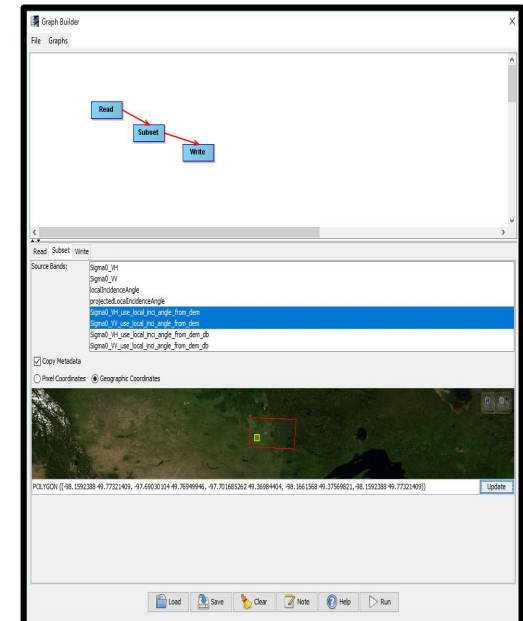 Graph Builder X
File Graphs
Read
Subset
Write
Read Subset Write
Source Bands:
Sigma0_VH
Sigma0_VV
localIncidenceAngle
projectedLocalIncidenceAngle
Sigma0_VH_use_local_inci_angle_from_dem
Sigma0_VV_use_local_inci_angle_from_dem
Sigma0_VH_use_local_inci_angle_from_dem_db
Sigma0_VV_use_local_inci_angle_from_dem_db
Copy Metadata
Pixel Coordinates Geographic Coordinates
POLYGON ((-98.1592388 49.77321409, -97.69030104 49.76949946, -97.701685262 49.36984404, -98.1661568 49.37569821, -98.1592388 49.77321409)) Update
Load Save Clear Note Help Run